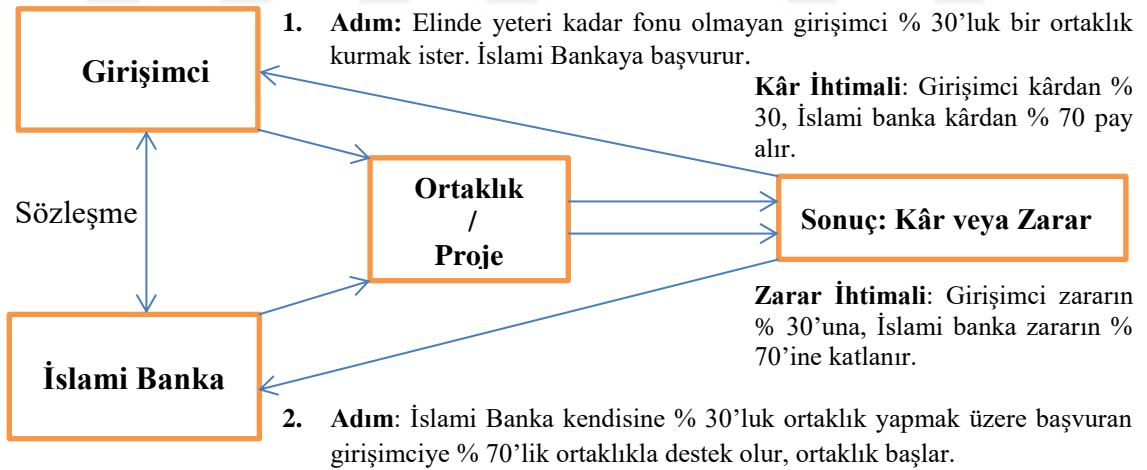 1. Adım: Elinde yeteri kadar fonu olmayan girişimci % 30’luk bir ortaklık
kurmak ister. İslami Bankaya başvurur.
Girişimci
Kâr İhtimali: Girişimci kârdan %
30, İslami banka kârdan % 70 pay
alır.
Sözleşme
Ortaklık
/
Proje
Sonuç: Kâr veya Zarar
Zarar İhtimali: Girişimci zararın
% 30’una, İslami banka zararın %
70’ine katlanır.
İslami Banka
2. Adım: İslami Banka kendisine % 30’luk ortaklık yapmak üzere başvuran
girişimciye % 70’lik ortaklıkla destek olur, ortaklık başlar.